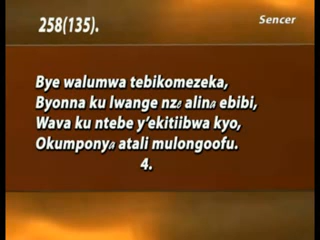 258(135).
Sencer
Bye walumwa tebikomezeka,
Byonna ku lwange nze alina ebibi,
Wava ku ntebe y'ekitiibwa kyo,
Okumponya atali mulongoofu.
4.